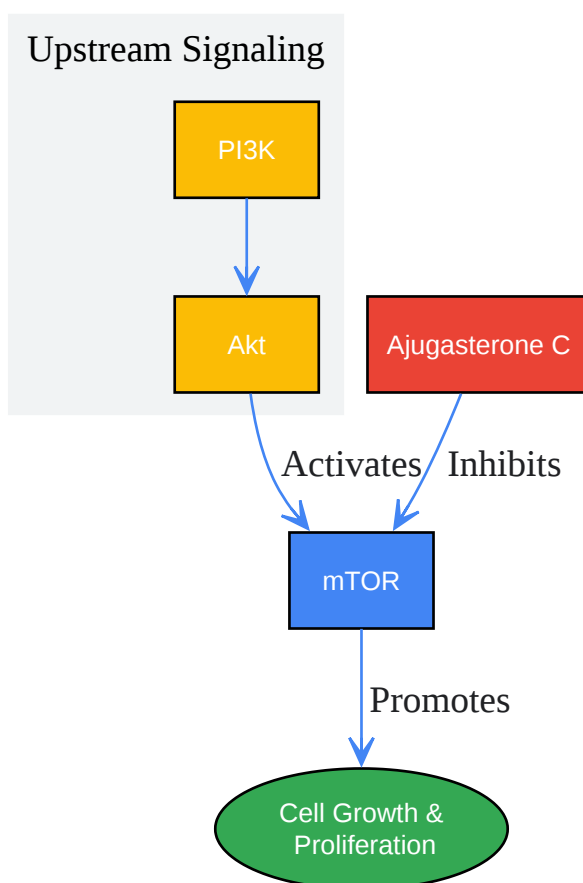 Upstream Signaling
PI3K
Akt
Ajugasterone C
Activates
Inhibits
mTOR
Promotes
Cell Growth &
Proliferation